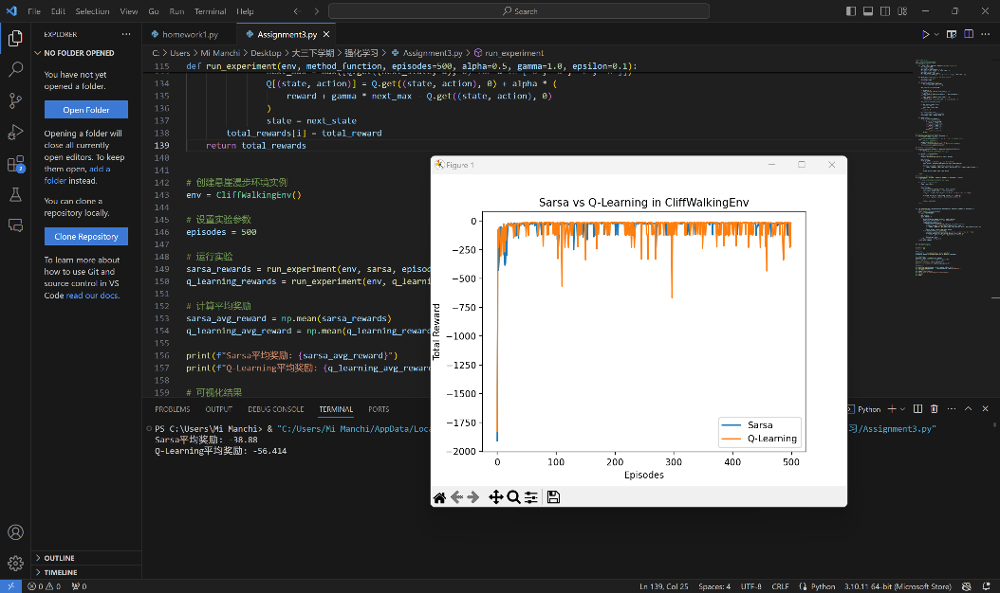 File Edit Selection View Go Run Terminal Help
Search
EXPLORER
NO FOLDER OPENED
You have not yet
opened a folder.
Open Folder
Opening a folder will
close all currently
open editors. To keep
them open, add a
folder instead.
You can clone a
repository locally.
Clone Repository
To learn more about
how to use Git and
source control in VS
Code read our docs.
OUTLINE
TIMELINE
2
homework1.py
Assignment3.py
C: > Users > Mi Manchi > Desktop > 大三下学期 > 强化学习 > Assignment3.py > run_experiment
115 def run_experiment(env, method_function, episodes=500, alpha=0.5, gamma=1.0, epsilon=0.1):
134 Q[(state, action)] = Q.get((state, action), 0) + alpha * (
135 reward + gamma * next_max - Q.get((state, action), 0)
136 )
137 state = next_state
138 total_rewards[i] = total_reward
139 return total_rewards
140
141
142 # 创建悬崖漫步环境实例
143 env = CliffWalkingEnv()
144
145 # 设置实验参数
146 episodes = 500
147
148 # 运行实验
149 sarsa_rewards = run_experiment(env, sarsa, episod
150 q_learning_rewards = run_experiment(env, q_learni
151
152 # 计算平均奖励
153 sarsa_avg_reward = np.mean(sarsa_rewards)
154 q_learning_avg_reward = np.mean(q_learning_reward
155
156 print(f"Sarsa平均奖励: {sarsa_avg_reward}")
157 print(f"Q-Learning平均奖励: {q_learning_avg_rewar
158
159 # 可视化结果
Figure 1
Sarsa vs Q-Learning in CliffWalkingEnv
Total Reward
0
−250
−500
−750
−1000
−1250
−1500
−1750
−2000
0 100 200 300 400 500
Episodes
Sarsa
Q-Learning
PROBLEMS OUTPUT DEBUG CONSOLE TERMINAL PORTS
Python
PS C:\Users\Mi Manchi> & "C:/Users/Mi Manchi/AppData/Loca
习/Assignment3.py"
Sarsa平均奖励: -38.88
Q-Learning平均奖励: -56.414
0 0 0
Ln 139, Col 25 Spaces: 4 UTF-8 CRLF Python 3.10.11 64-bit (Microsoft Store)